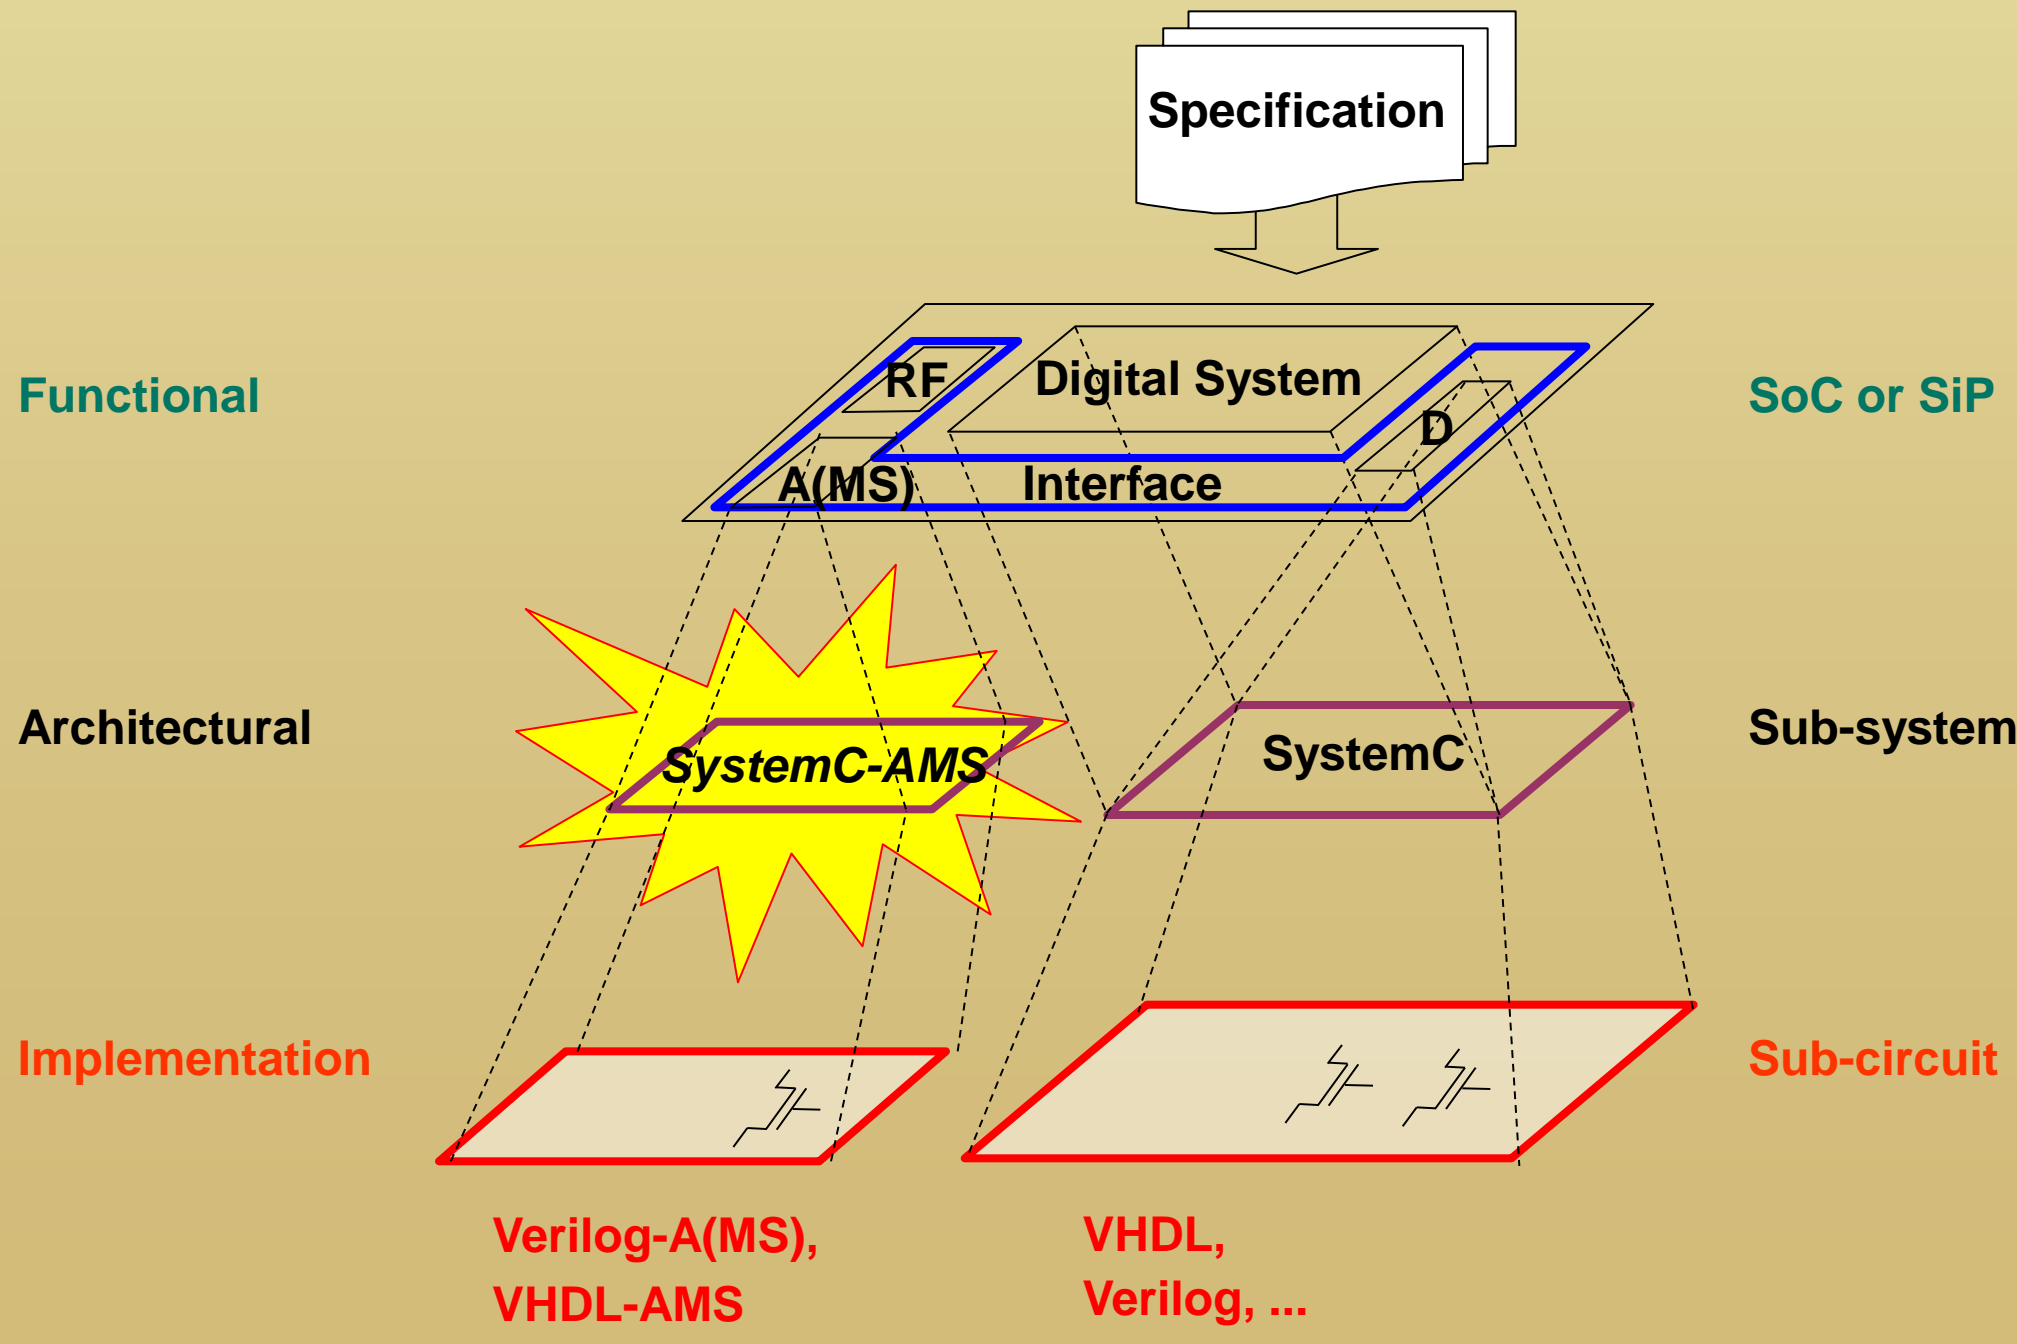 Specification
Functional
RF
Digital System
D
SoC or SiP
A(MS)
Interface
Architectural
SystemC-AMS
SystemC
Sub-system
Implementation
Sub-circuit
Verilog-A(MS),
VHDL-AMS
VHDL,
Verilog, ...